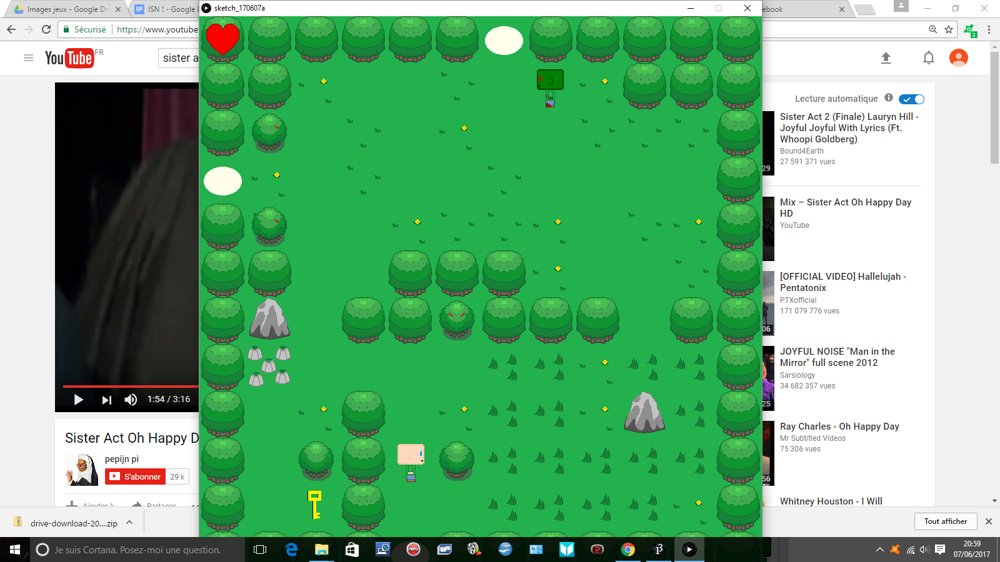 Images jeux - Google Dri
ISN ! - Google D
sketch_170607a
ebook
Sécurisé
https://www.youtube.
2
YouTube FR
sister a
Lecture automatique
Sister Act 2 (Finale) Lauryn Hill -
Joyful Joyful With Lyrics (Ft.
Whoopi Goldberg)
Bound4Earth
27 591 371 vues
29
Mix – Sister Act Oh Happy Day
HD
YouTube
[OFFICIAL VIDEO] Hallelujah -
Pentatonix
PTXofficial
171 079 776 vues
06
JOYFUL NOISE "Man in the
Mirror" full scene 2012
Sarsiology
34 682 357 vues
25
1:54 / 3:16
Sister Act Oh Happy D
pepijn pi
S'abonner 29 k
Ajouter à
Partager
Ray Charles - Oh Happy Day
Mr Subtitled Videos
75 306 vues
56
Whitney Houston - I Will
drive-download-20....zip
Tout afficher
Je suis Cortana. Posez-moi une question.
nero
20:59
07/06/2017